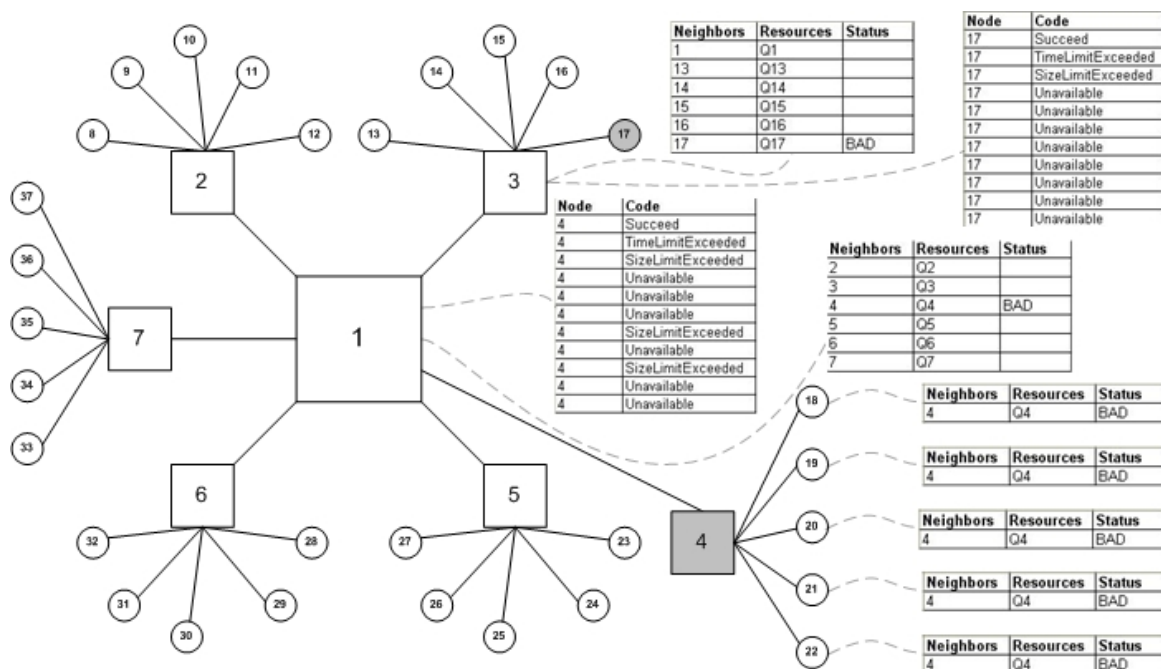 10
9
11
8
12
2
15
14
16
13
17
3
Neighbors Resources Status
1 Q1
13 Q13
14 Q14
15 Q15
16 Q16
17 Q17 BAD
Node Code
17 Succeed
17 TimeLimitExceeded
17 SizeLimitExceeded
17 Unavailable
17 Unavailable
17 Unavailable
17 Unavailable
17 Unavailable
17 Unavailable
17 Unavailable
17 Unavailable
Node Code
4 Succeed
4 TimeLimitExceeded
4 SizeLimitExceeded
4 Unavailable
4 Unavailable
4 Unavailable
4 SizeLimitExceeded
4 Unavailable
4 SizeLimitExceeded
4 Unavailable
4 Unavailable
Neighbors Resources Status
2 Q2
3 Q3
4 Q4 BAD
5 Q5
6 Q6
7 Q7
37
36
35
34
33
7
1
6
32
31
30
29
28
5
27
26
25
24
23
4
18
Neighbors Resources Status
4 Q4 BAD
19
Neighbors Resources Status
4 Q4 BAD
20
Neighbors Resources Status
4 Q4 BAD
21
Neighbors Resources Status
4 Q4 BAD
22
Neighbors Resources Status
4 Q4 BAD